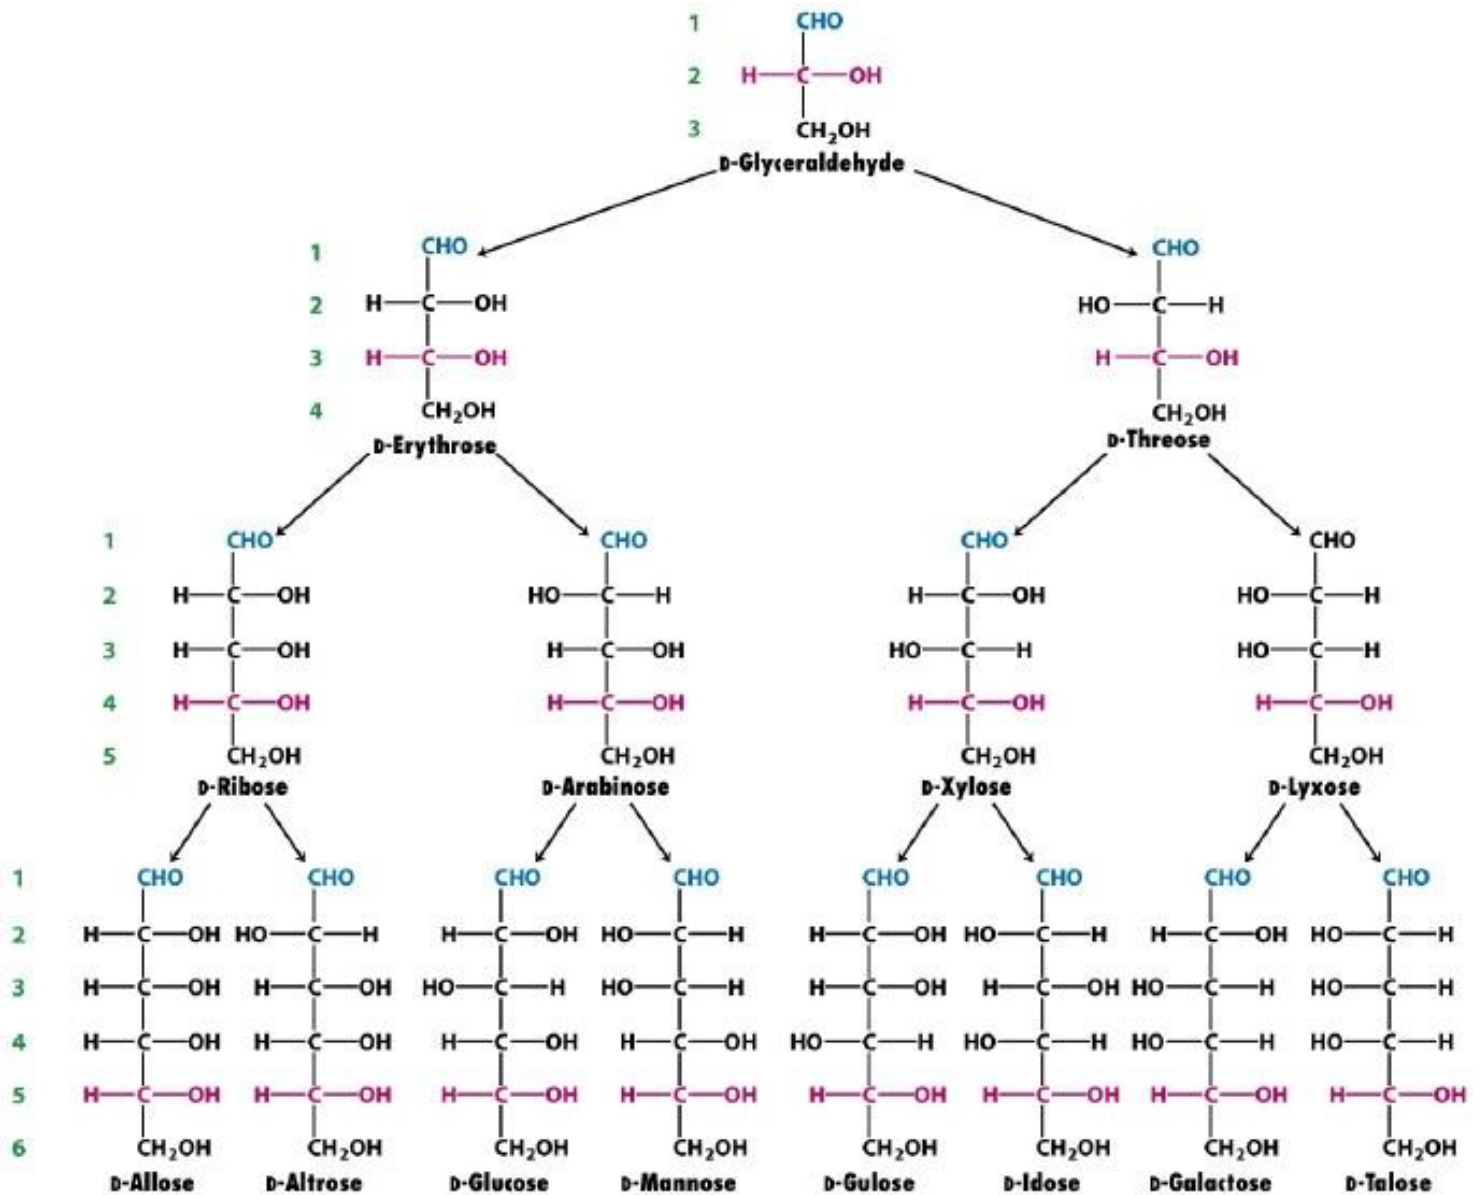 1 CHO
2 H C OH
3 CH₂OH
D-Glyceraldehyde
1 CHO CHO
2 H C OH HO C H
3 H C OH H C OH
4 CH₂OH CH₂OH
D-Erythrose D-Threose
1 CHO CHO CHO CHO
2 H C OH HO C H H C OH HO C H
3 H C OH H C OH HO C H HO C H
4 H C OH H C OH H C OH H C OH
5 CH₂OH CH₂OH CH₂OH CH₂OH
D-Ribose D-Arabinose D-Xylose D-Lyxose
1 CHO CHO CHO CHO CHO CHO CHO CHO
2 H C OH HO C H H C OH HO C H H C OH HO C H H C OH HO C H
3 H C OH H C OH HO C H HO C H H C OH H C OH HO C H HO C H
4 H C OH H C OH H C OH H C OH HO C H HO C H HO C H HO C H
5 H C OH H C OH H C OH H C OH H C OH H C OH H C OH H C OH
6 CH₂OH CH₂OH CH₂OH CH₂OH CH₂OH CH₂OH CH₂OH CH₂OH
D-Allose D-Altrose D-Glucose D-Mannose D-Gulose D-Idose D-Galactose D-Talose